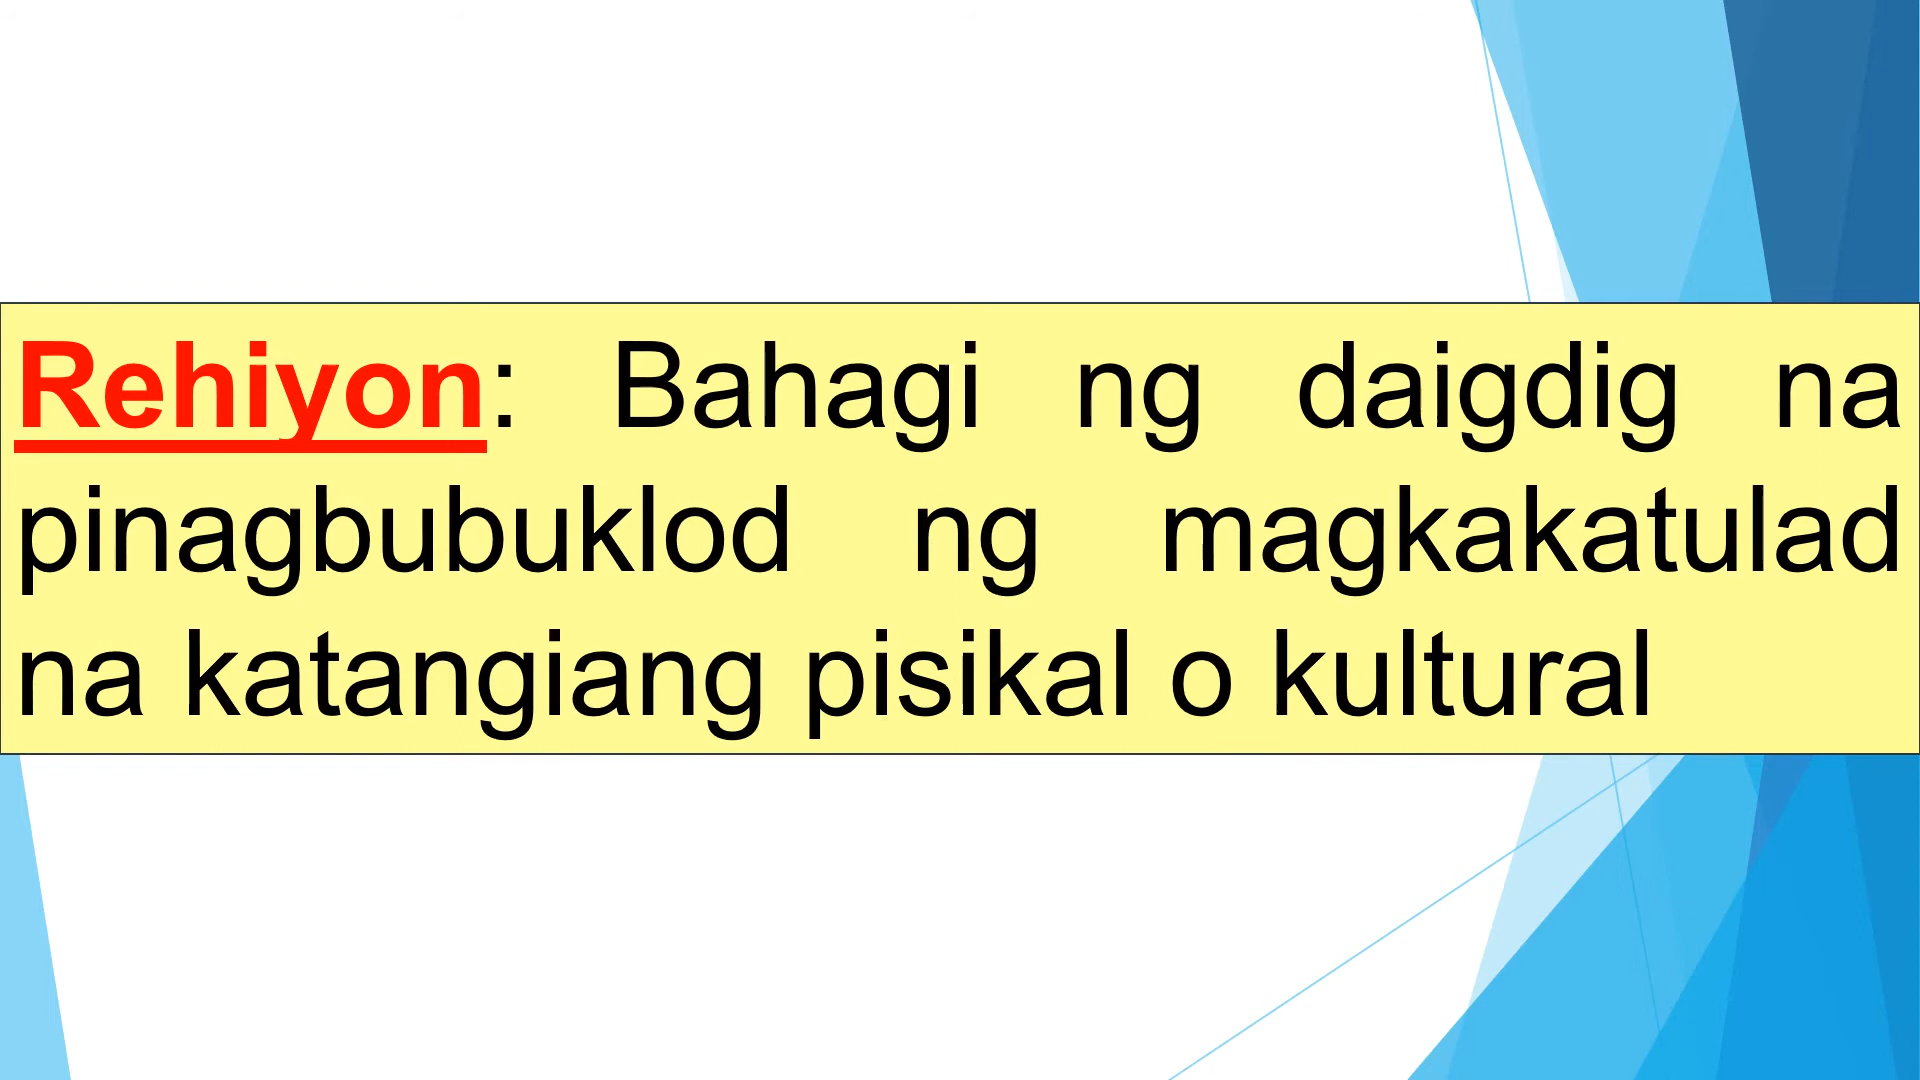 Rehiyon: Bahagi ng daigdig na
pinagbubuklod ng magkakatulad
na katangiang pisikal o kultural